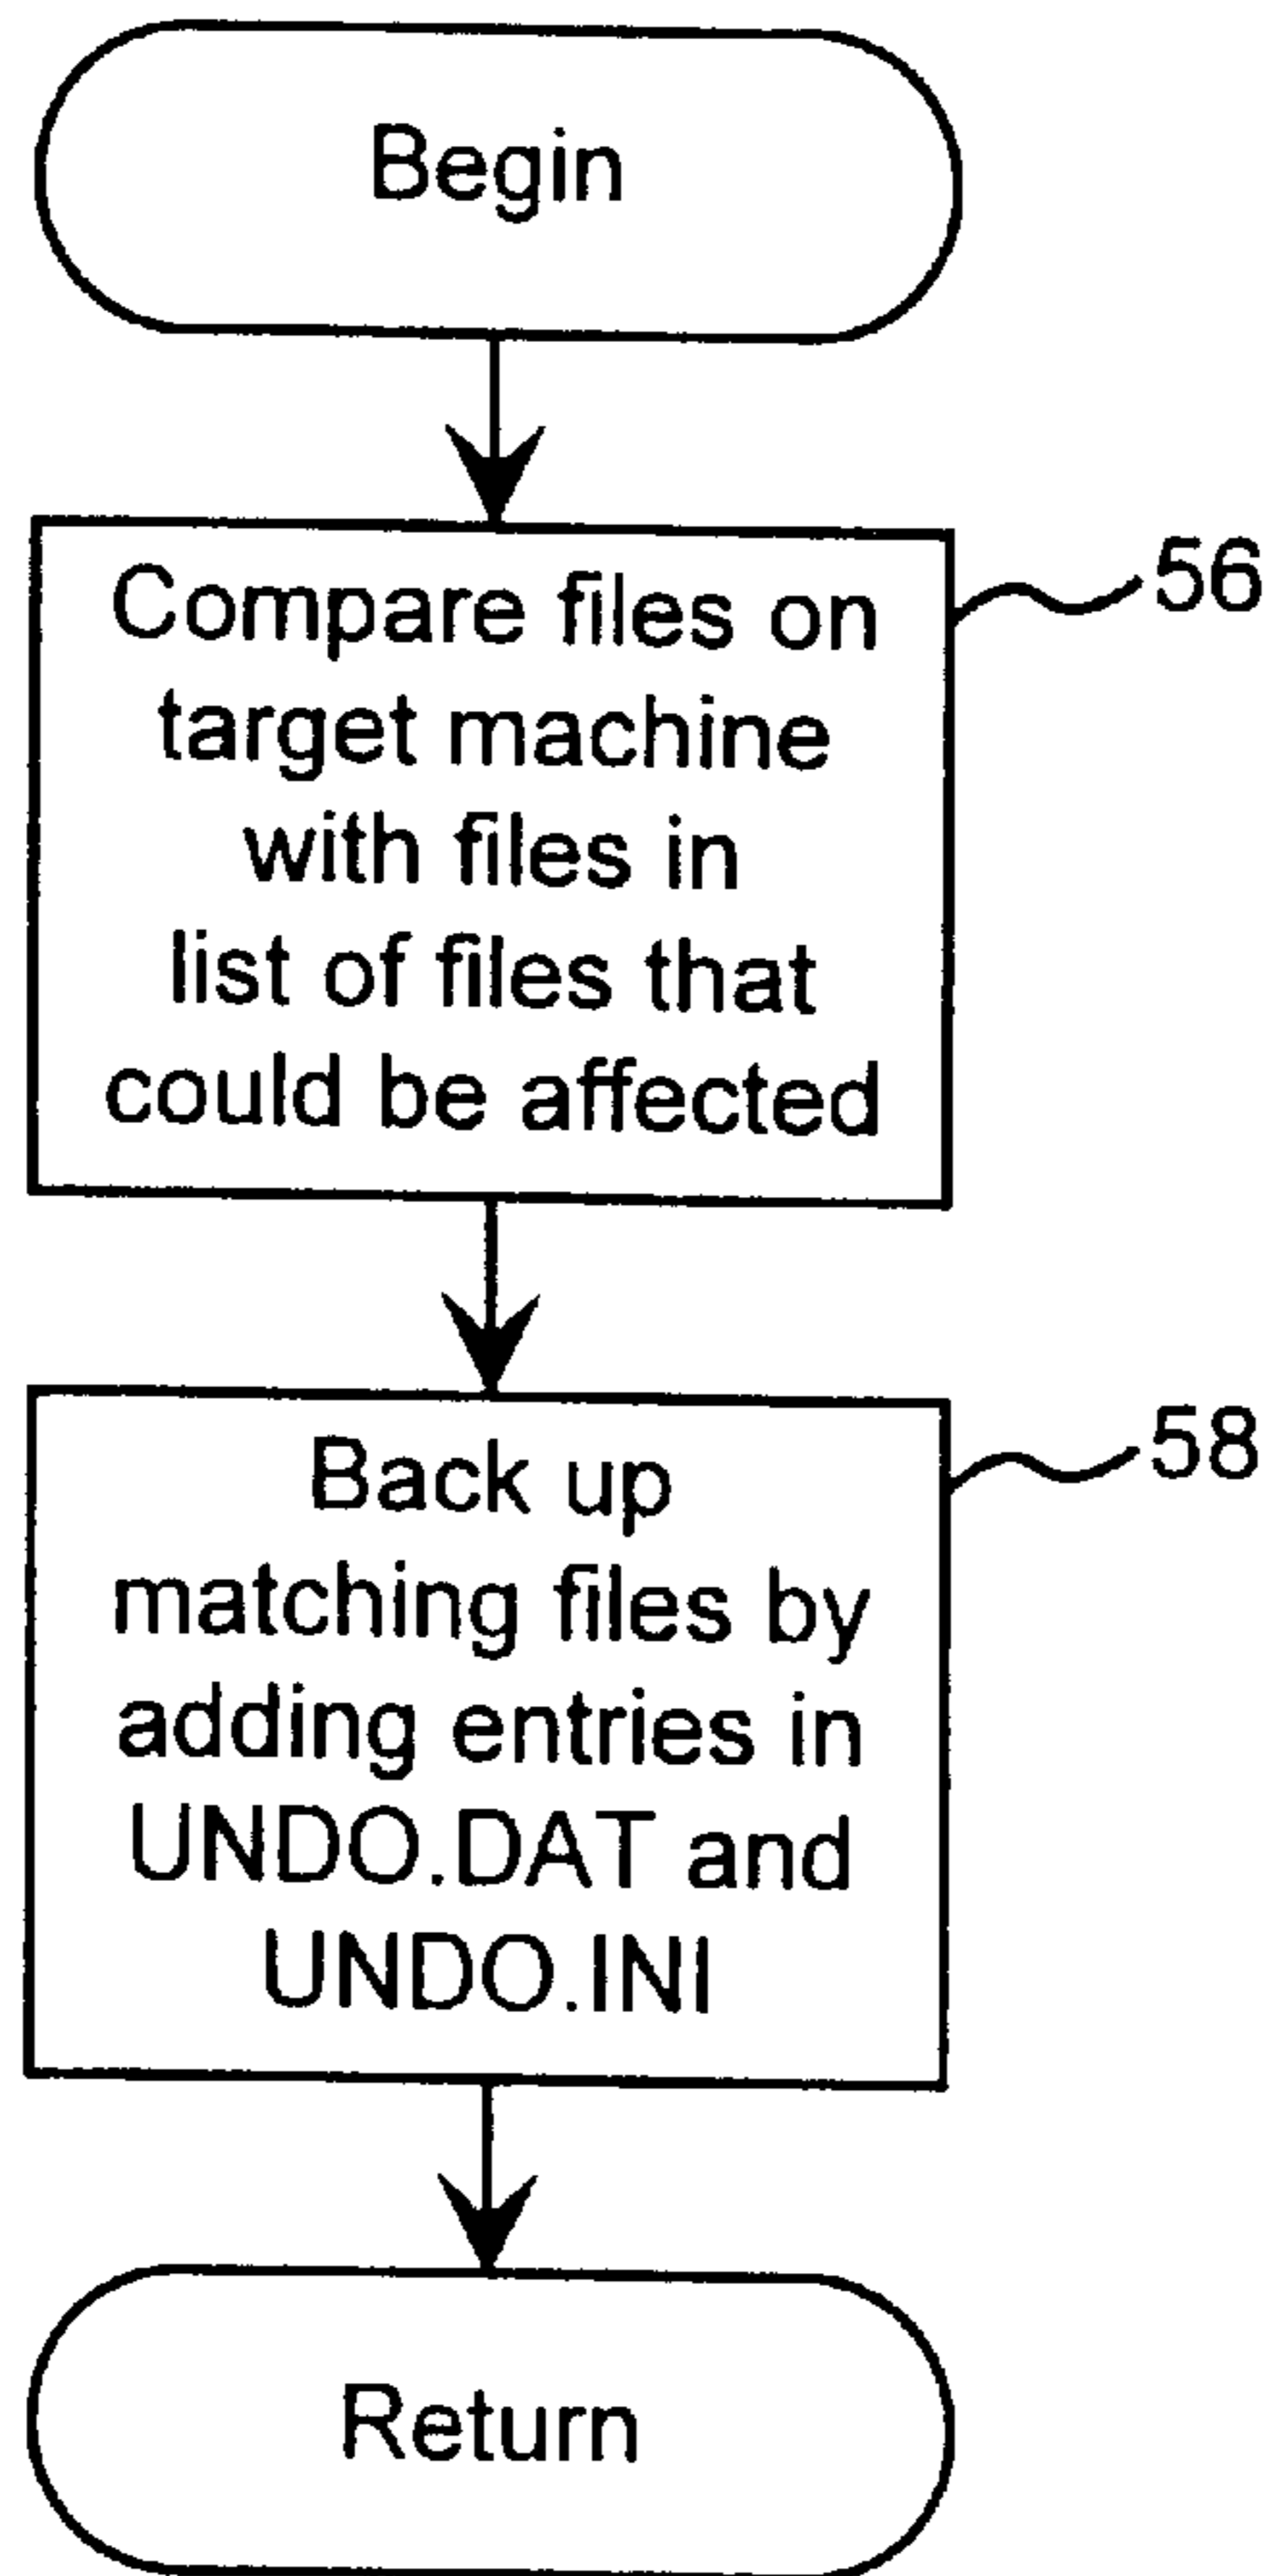 Begin
Compare files on
target machine
with files in
list of files that
could be affected
56
Back up
matching files by
adding entries in
UNDO.DAT and
UNDO.INI
58
Return